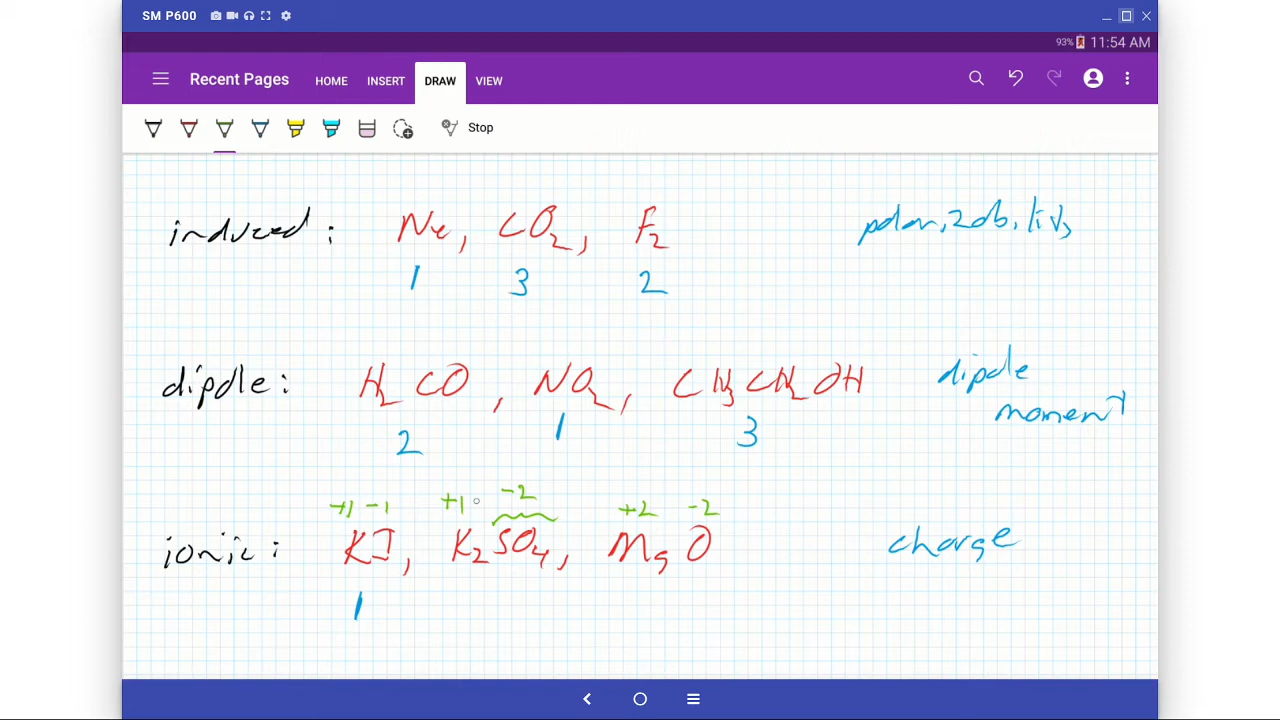 SM P600
93% 11:54 AM
Recent Pages HOME INSERT DRAW VIEW
Stop
induced: Ne, CO2, F2
1 3 2
dipole: H2CO, NO2, CH3CH2OH dipole
moment
2 1 3
+1 -1 +1 -2 +2 -2
ionic: KI, K2SO4, MgO charge
1